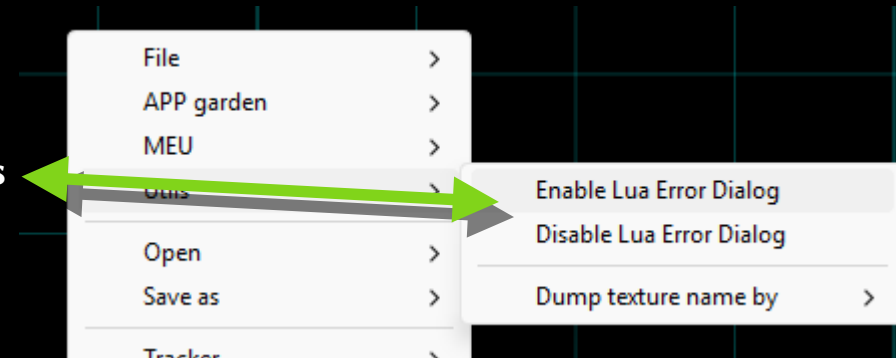 File
APP garden
MEU
s
Utils
Enable Lua Error Dialog
Disable Lua Error Dialog
Open
Save as
Dump texture name by
Tracker